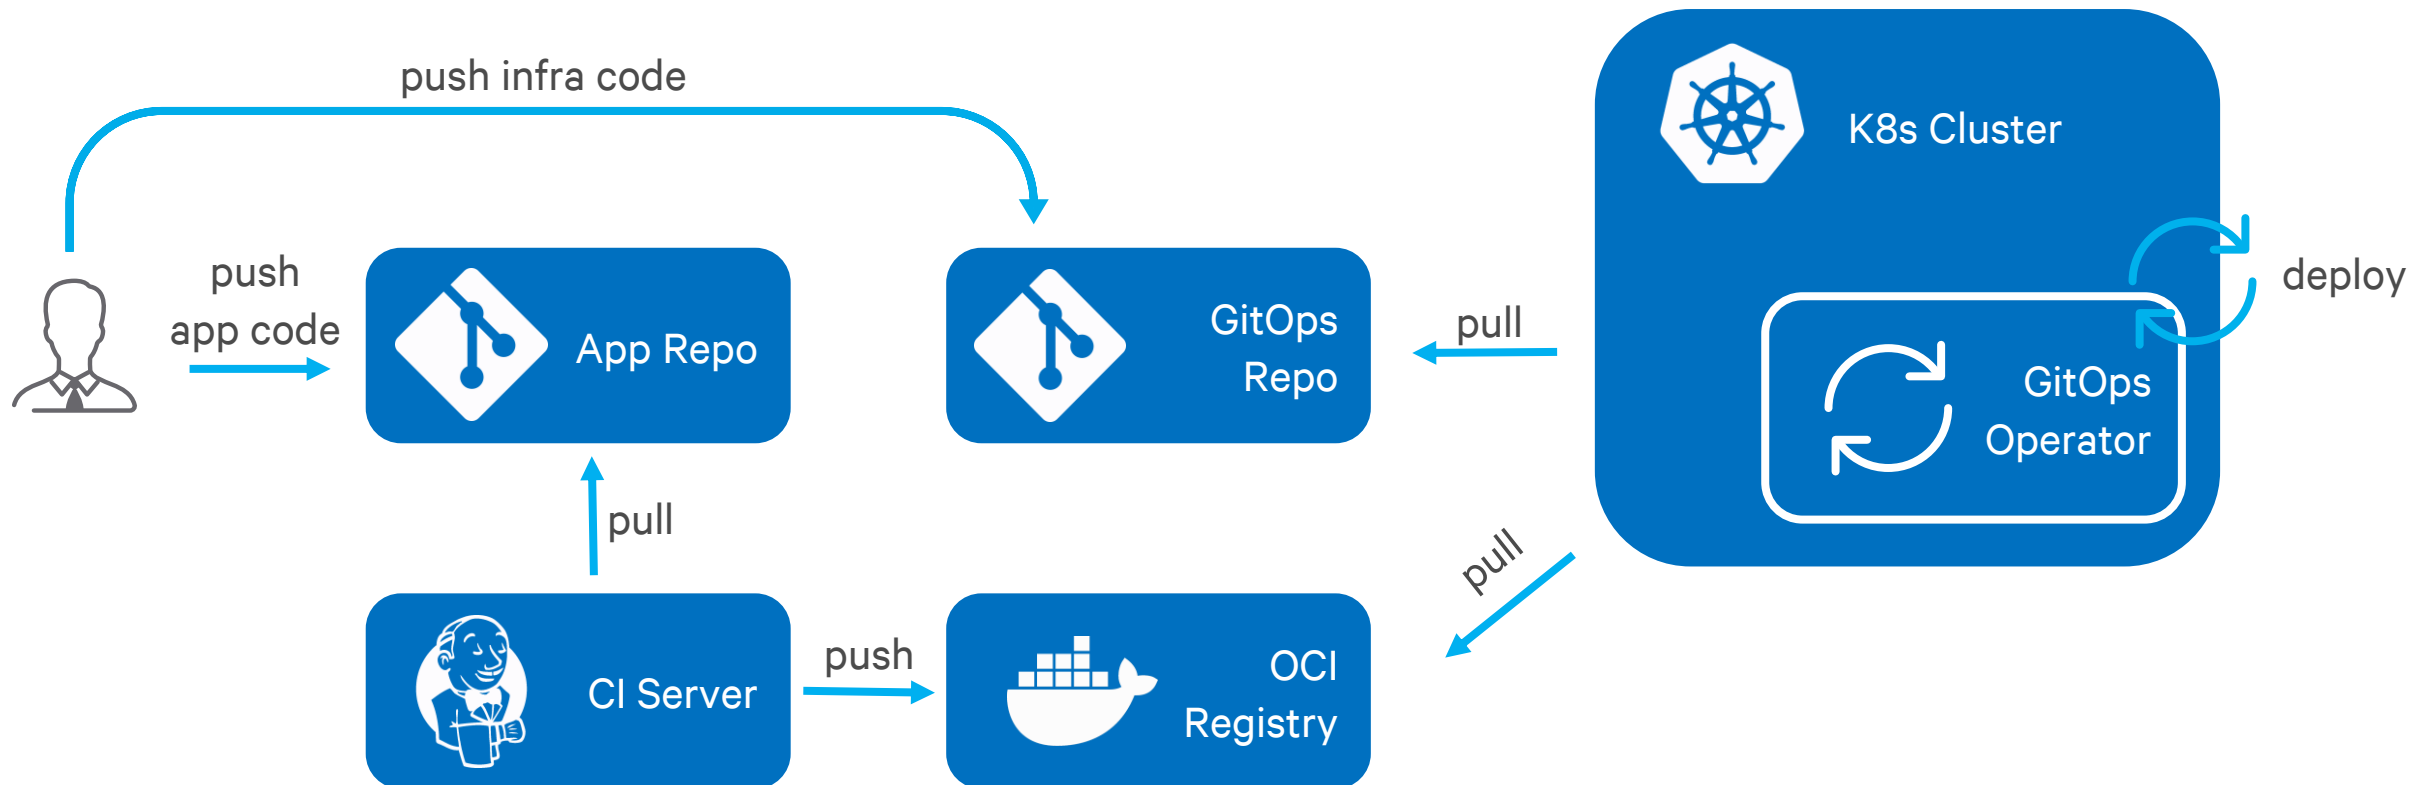 push infra code
K8s Cluster
push
app code
App Repo
GitOps
Repo
pull
deploy
GitOps
Operator
pull
pull
CI Server
push
OCI
Registry